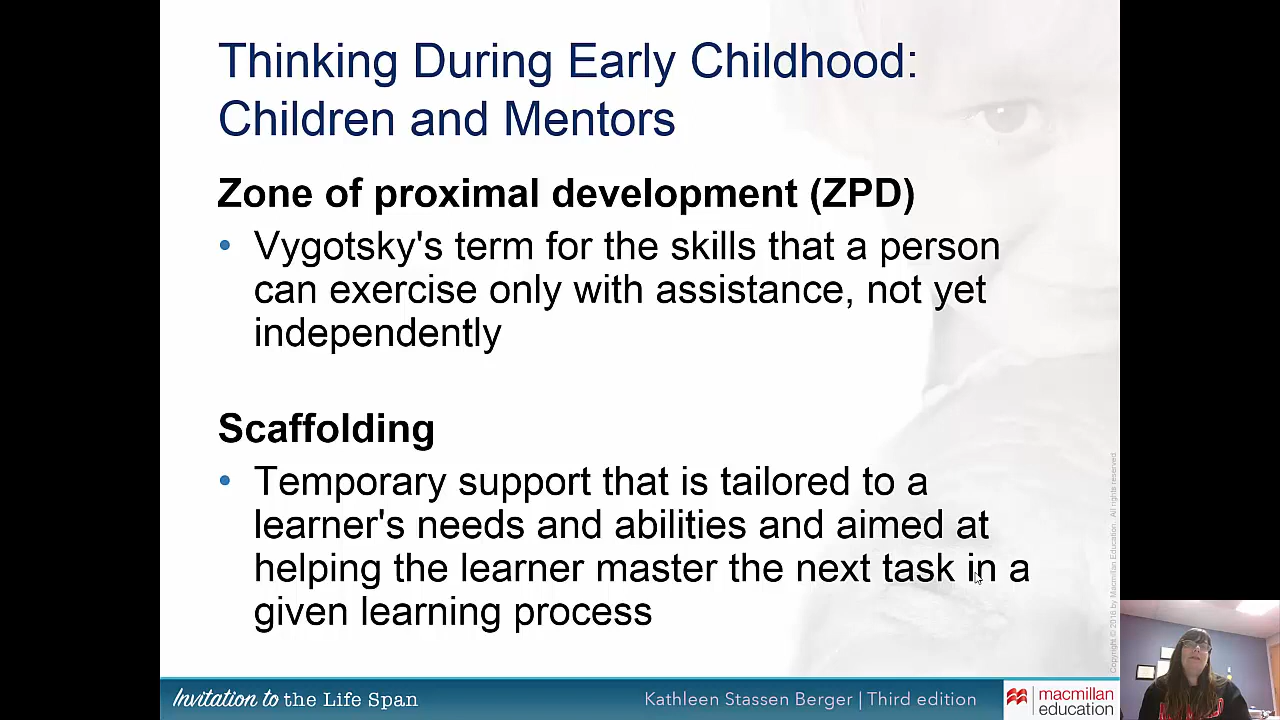 Thinking During Early Childhood:
Children and Mentors
Zone of proximal development (ZPD)
• Vygotsky's term for the skills that a person
can exercise only with assistance, not yet
independently
Scaffolding
• Temporary support that is tailored to a
learner's needs and abilities and aimed at
helping the learner master the next task in a
given learning process
Copyright © 2016 by Macmillan Education. All rights reserved
Invitation to the Life Span
Kathleen Stassen Berger | Third edition
macmillan
education